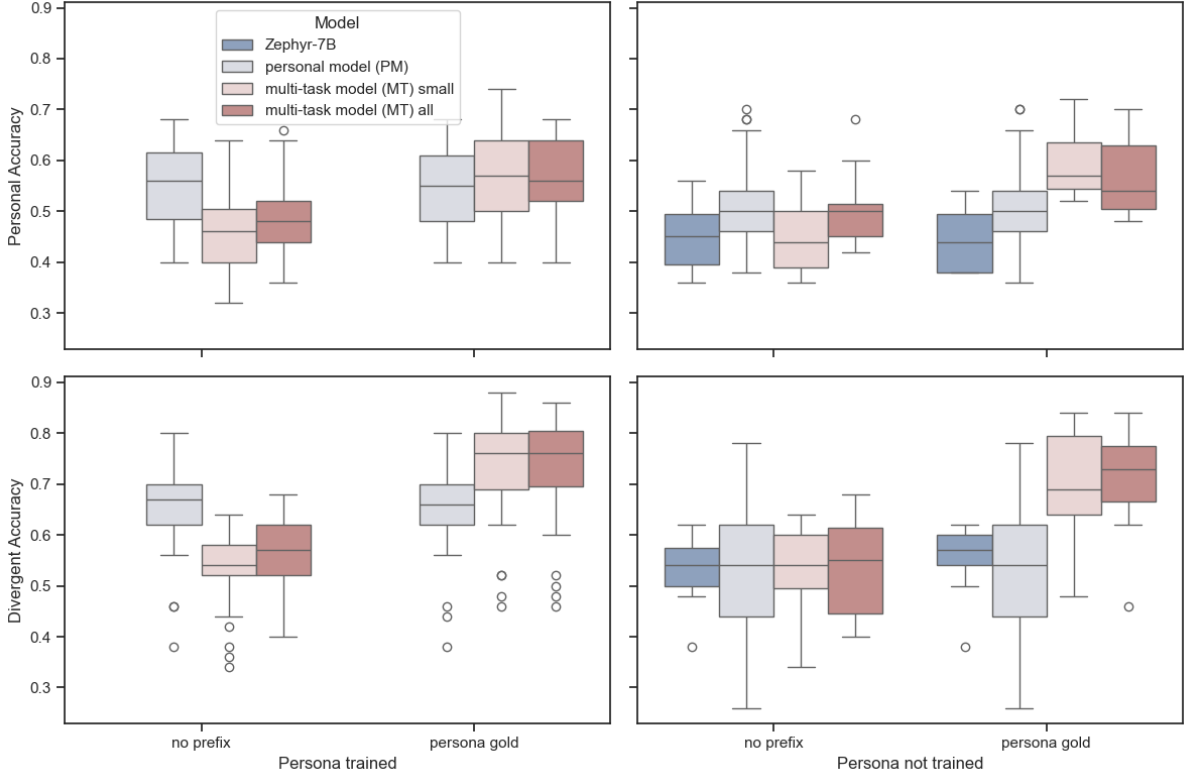 Model
Zephyr-7B
personal model (PM)
multi-task model (MT) small
multi-task model (MT) all
Personal Accuracy
0.9
0.8
0.7
0.6
0.5
0.4
0.3
Divergent Accuracy
0.9
0.8
0.7
0.6
0.5
0.4
0.3
no prefix
persona gold
Persona trained
no prefix
persona gold
Persona not trained